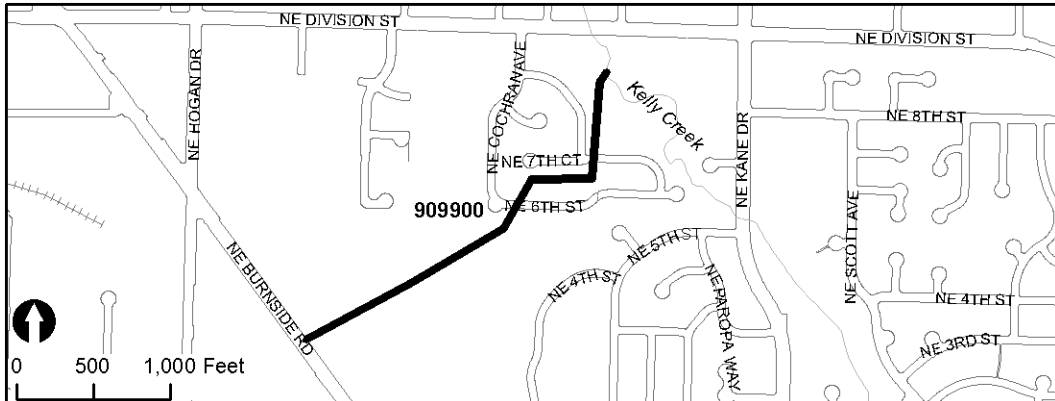 NE DIVISION ST
NE DIVISION ST
NE HOGAN DR
NE COCHRANAVE
Kelly Creek
NE KANE DR
NE 8TH ST
NE 7TH CT
909900
NE 6TH ST
NE 5TH ST
NE SCOTT AVE
NE BURNSIDE RD
NE 4TH ST
NE PAROPA WAY
NE 4TH ST
NE 3RD ST
0 500 1,000 Feet